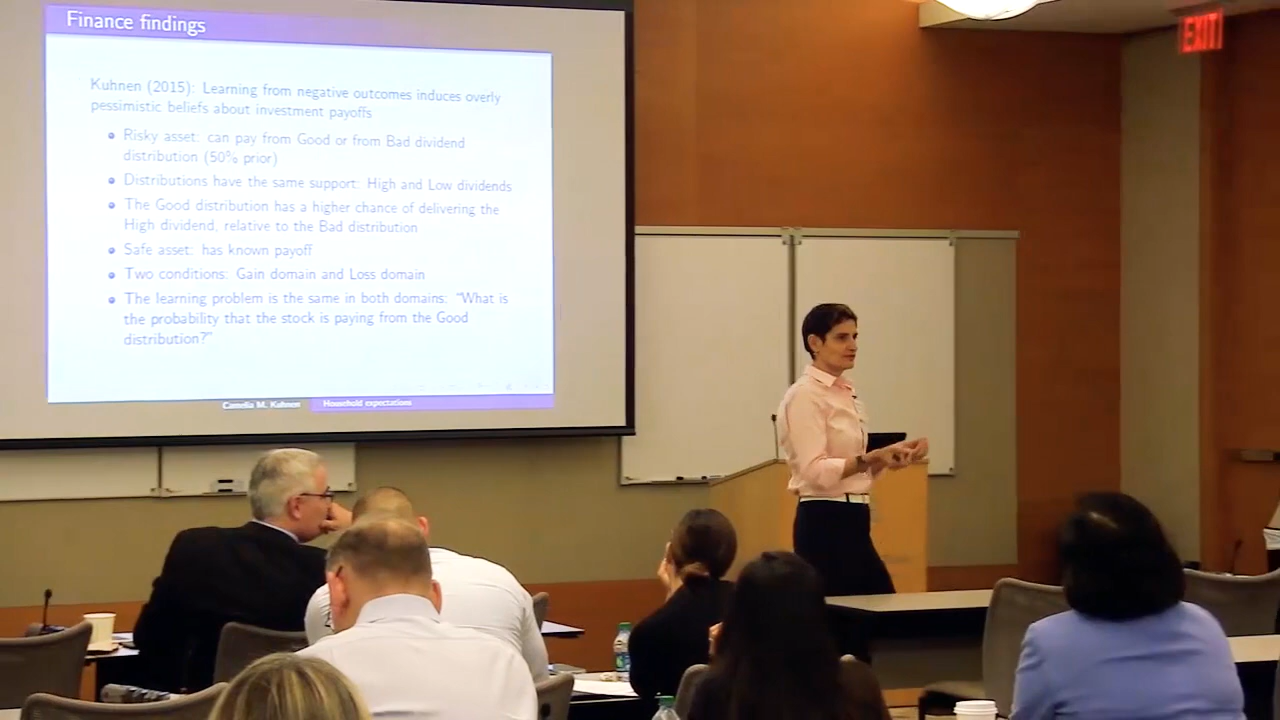 Finance findings
Kuhnen (2015): Learning from negative outcomes induces overly
pessimistic beliefs about investment payoffs
• Risky asset: can pay from Good or from Bad dividend
distribution (50% prior)
• Distributions have the same support: High and Low dividends
• The Good distribution has a higher chance of delivering the
High dividend, relative to the Bad distribution
• Safe asset: has known payoff
• Two conditions: Gain domain and Loss domain
• The learning problem is the same in both domains: “What is
the probability that the stock is paying from the Good
distribution?”
Camelia M. Kuhnen Household expectations
EXIT